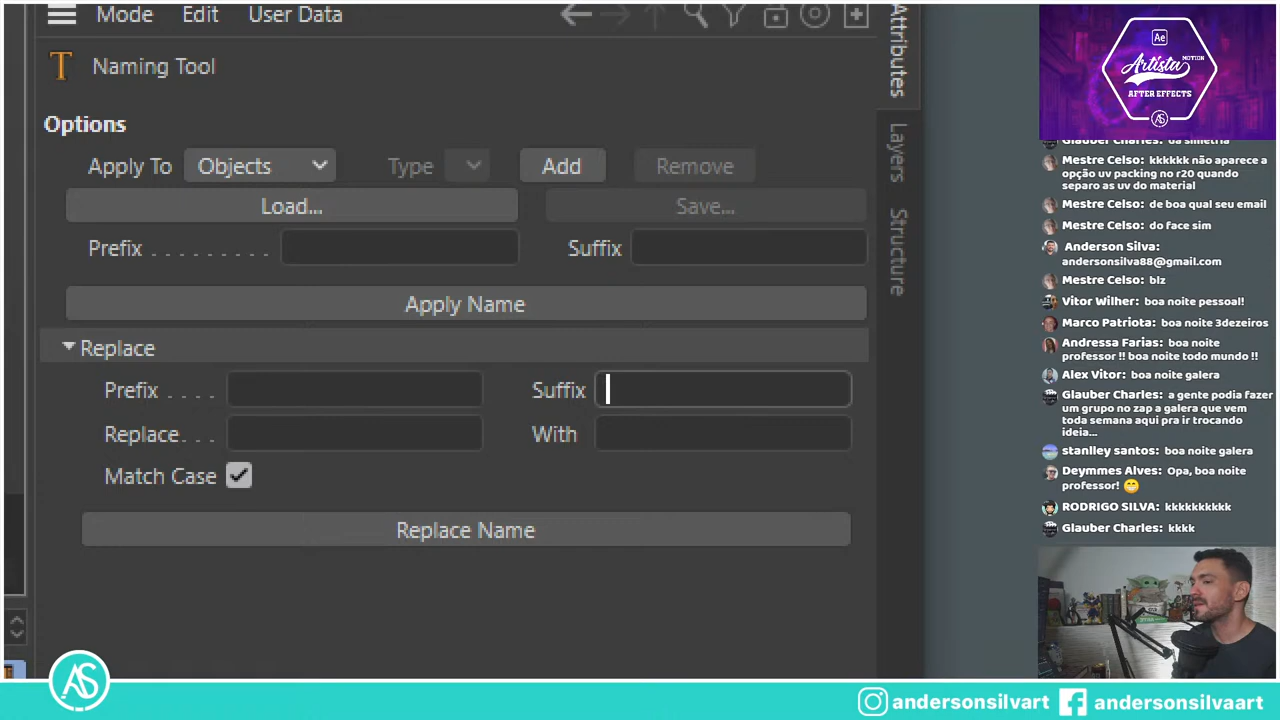 Mode Edit User Data
Naming Tool
Options
Apply To Objects Type Add Remove
Load... Save...
Prefix . . . . . . . . . Suffix
Apply Name
Replace
Prefix . . . . Suffix
Replace. . . With
Match Case
Replace Name
Attributes
Layers
Structure
Ae
Artista
MOTION
AFTER EFFECTS
AS
Glauber Charles: da simetria
Mestre Celso: kkkkkk não aparece a
opção uv packing no r20 quando
separo as uv do material
Mestre Celso: de boa qual seu email
Mestre Celso: do face sim
Anderson Silva:
andersonsilva88@gmail.com
Mestre Celso: blz
Vitor Wilher: boa noite pessoal!
Marco Patriota: boa noite 3dezeiros
Andressa Farias: boa noite
professor !! boa noite todo mundo !!
Alex Vitor: boa noite galera
Glauber Charles: a gente podia fazer
um grupo no zap a galera que vem
toda semana aqui pra ir trocando
ideia...
stanlley santos: boa noite galera
Deymmes Alves: Opa, boa noite
professor! 😁
RODRIGO SILVA: kkkkkkkkkk
Glauber Charles: kkkk
AS
andersonsilvart andersonsilvaart